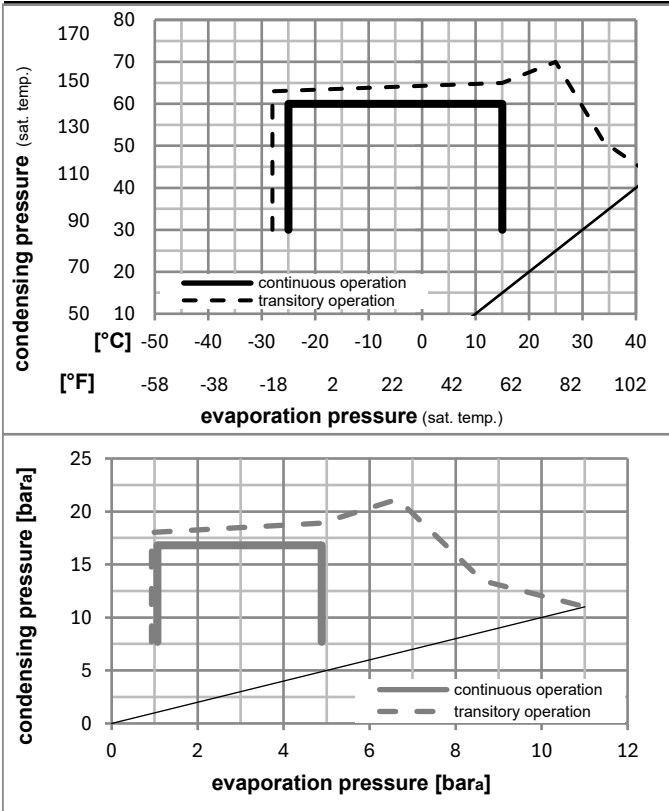 condensing pressure (sat. temp.)
170 80
70
150 60
130 50
110 40
90 30
70 20
50 10
continuous operation
transitory operation
[°C] -50 -40 -30 -20 -10 0 10 20 30 40
[°F] -58 -38 -18 2 22 42 62 82 102
evaporation pressure (sat. temp.)
condensing pressure [bara]
25
20
15
10
5
0
continuous operation
transitory operation
0 2 4 6 8 10 12
evaporation pressure [bara]